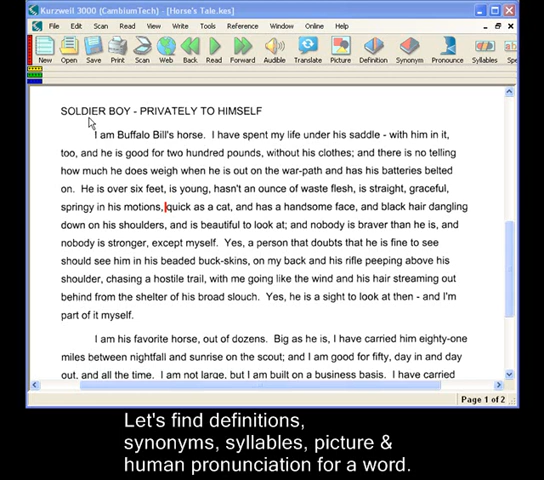 Kurzweil 3000 (CambiumTech) - [Horse's Tale.kes]
File Edit Scan Read View Write Tools Reference Window Online Help
New Open Save Print Scan Web Back Read Forward Audible Translate Picture Definition Synonym Pronounce Syllables Spe
SOLDIER BOY - PRIVATELY TO HIMSELF
I am Buffalo Bill's horse. I have spent my life under his saddle - with him in it,
too, and he is good for two hundred pounds, without his clothes; and there is no telling
how much he does weigh when he is out on the war-path and has his batteries belted
on. He is over six feet, is young, hasn't an ounce of waste flesh, is straight, graceful,
springy in his motions, quick as a cat, and has a handsome face, and black hair dangling
down on his shoulders, and is beautiful to look at; and nobody is braver than he is, and
nobody is stronger, except myself. Yes, a person that doubts that he is fine to see
should see him in his beaded buck-skins, on my back and his rifle peeping above his
shoulder, chasing a hostile trail, with me going like the wind and his hair streaming out
behind from the shelter of his broad slouch. Yes, he is a sight to look at then - and I'm
part of it myself.
I am his favorite horse, out of dozens. Big as he is, I have carried him eighty-one
miles between nightfall and sunrise on the scout; and I am good for fifty, day in and day
out, and all the time. I am not large, but I am built on a business basis. I have carried
Page 1 of 2
Let's find definitions,
synonyms, syllables, picture &
human pronunciation for a word.